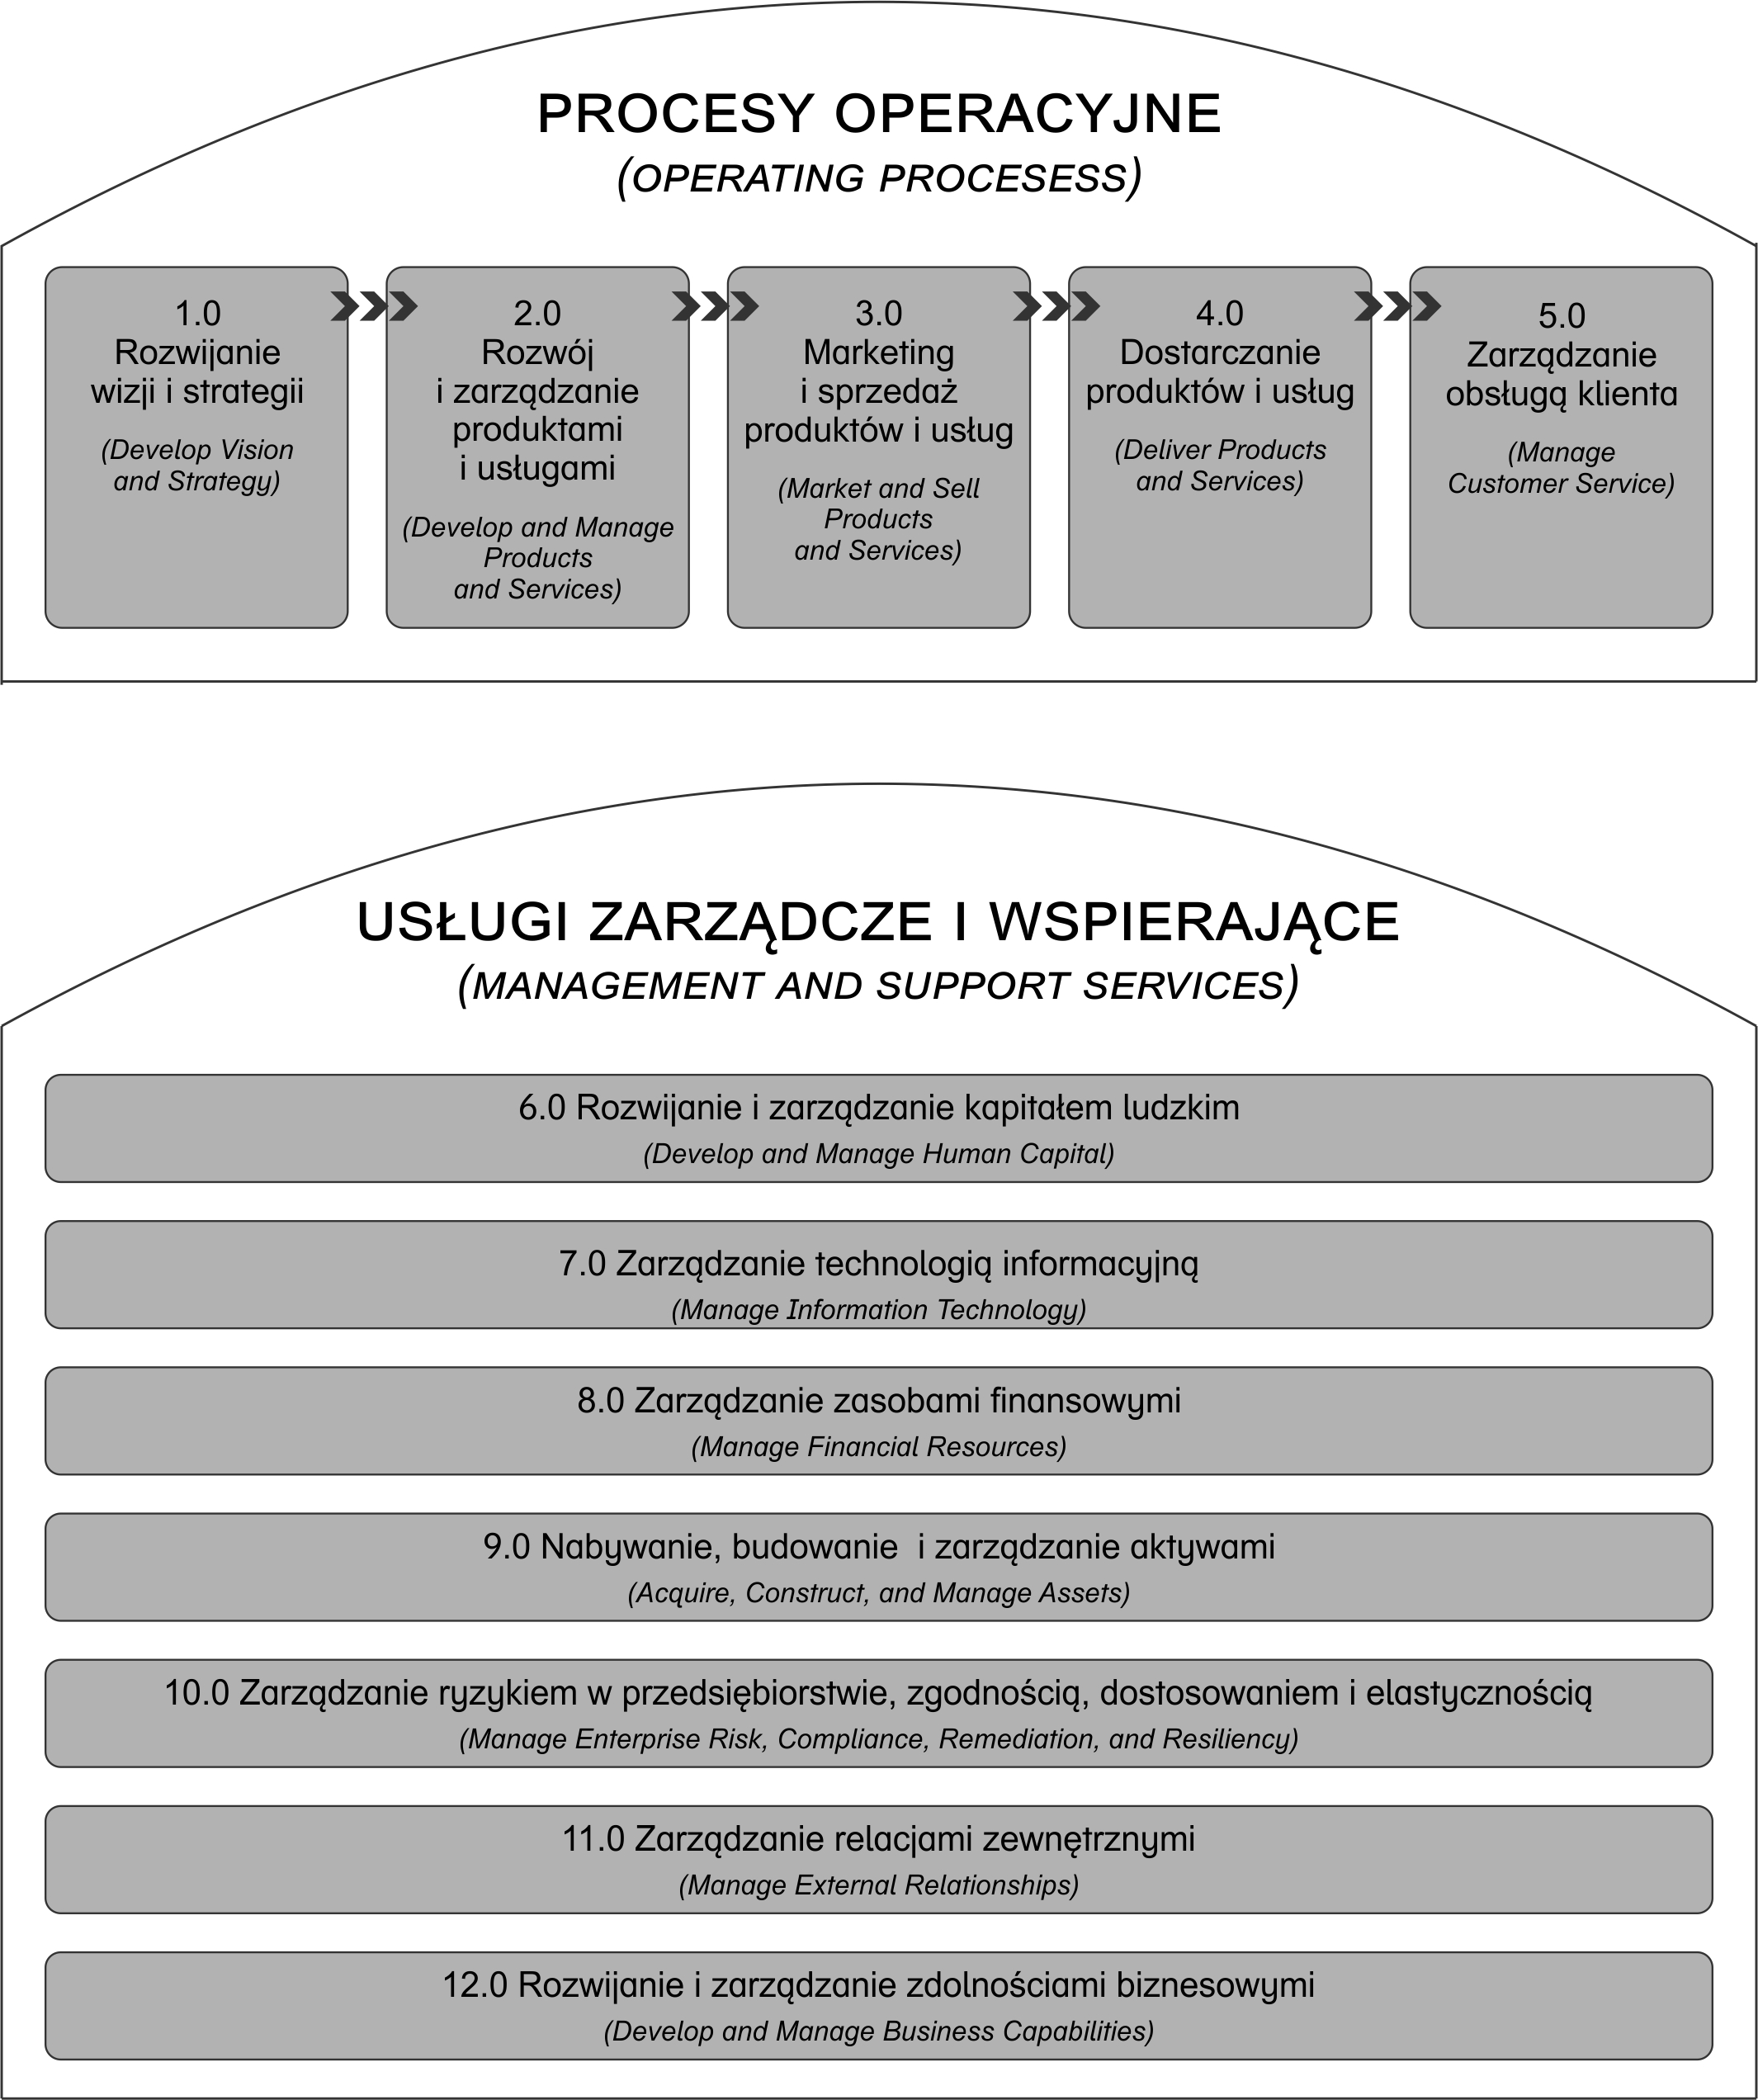 PROCESY OPERACYJNE
(OPERATING PROCESESS)
1.0
Rozwijanie
wizji i strategii
(Develop Vision
and Strategy)
2.0
Rozwój
i zarządzanie
produktami
i usługami
(Develop and Manage
Products
and Services)
3.0
Marketing
i sprzedaż
produktów i usług
(Market and Sell
Products
and Services)
4.0
Dostarczanie
produktów i usług
(Deliver Products
and Services)
5.0
Zarządzanie
obsługą klienta
(Manage
Customer Service)
USŁUGI ZARZĄDCZE I WSPIERAJĄCE
(MANAGEMENT AND SUPPORT SERVICES)
6.0 Rozwijanie i zarządzanie kapitałem ludzkim
(Develop and Manage Human Capital)
7.0 Zarządzanie technologią informacyjną
(Manage Information Technology)
8.0 Zarządzanie zasobami finansowymi
(Manage Financial Resources)
9.0 Nabywanie, budowanie i zarządzanie aktywami
(Acquire, Construct, and Manage Assets)
10.0 Zarządzanie ryzykiem w przedsiębiorstwie, zgodnością, dostosowaniem i elastycznością
(Manage Enterprise Risk, Compliance, Remediation, and Resiliency)
11.0 Zarządzanie relacjami zewnętrznymi
(Manage External Relationships)
12.0 Rozwijanie i zarządzanie zdolnościami biznesowymi
(Develop and Manage Business Capabilities)